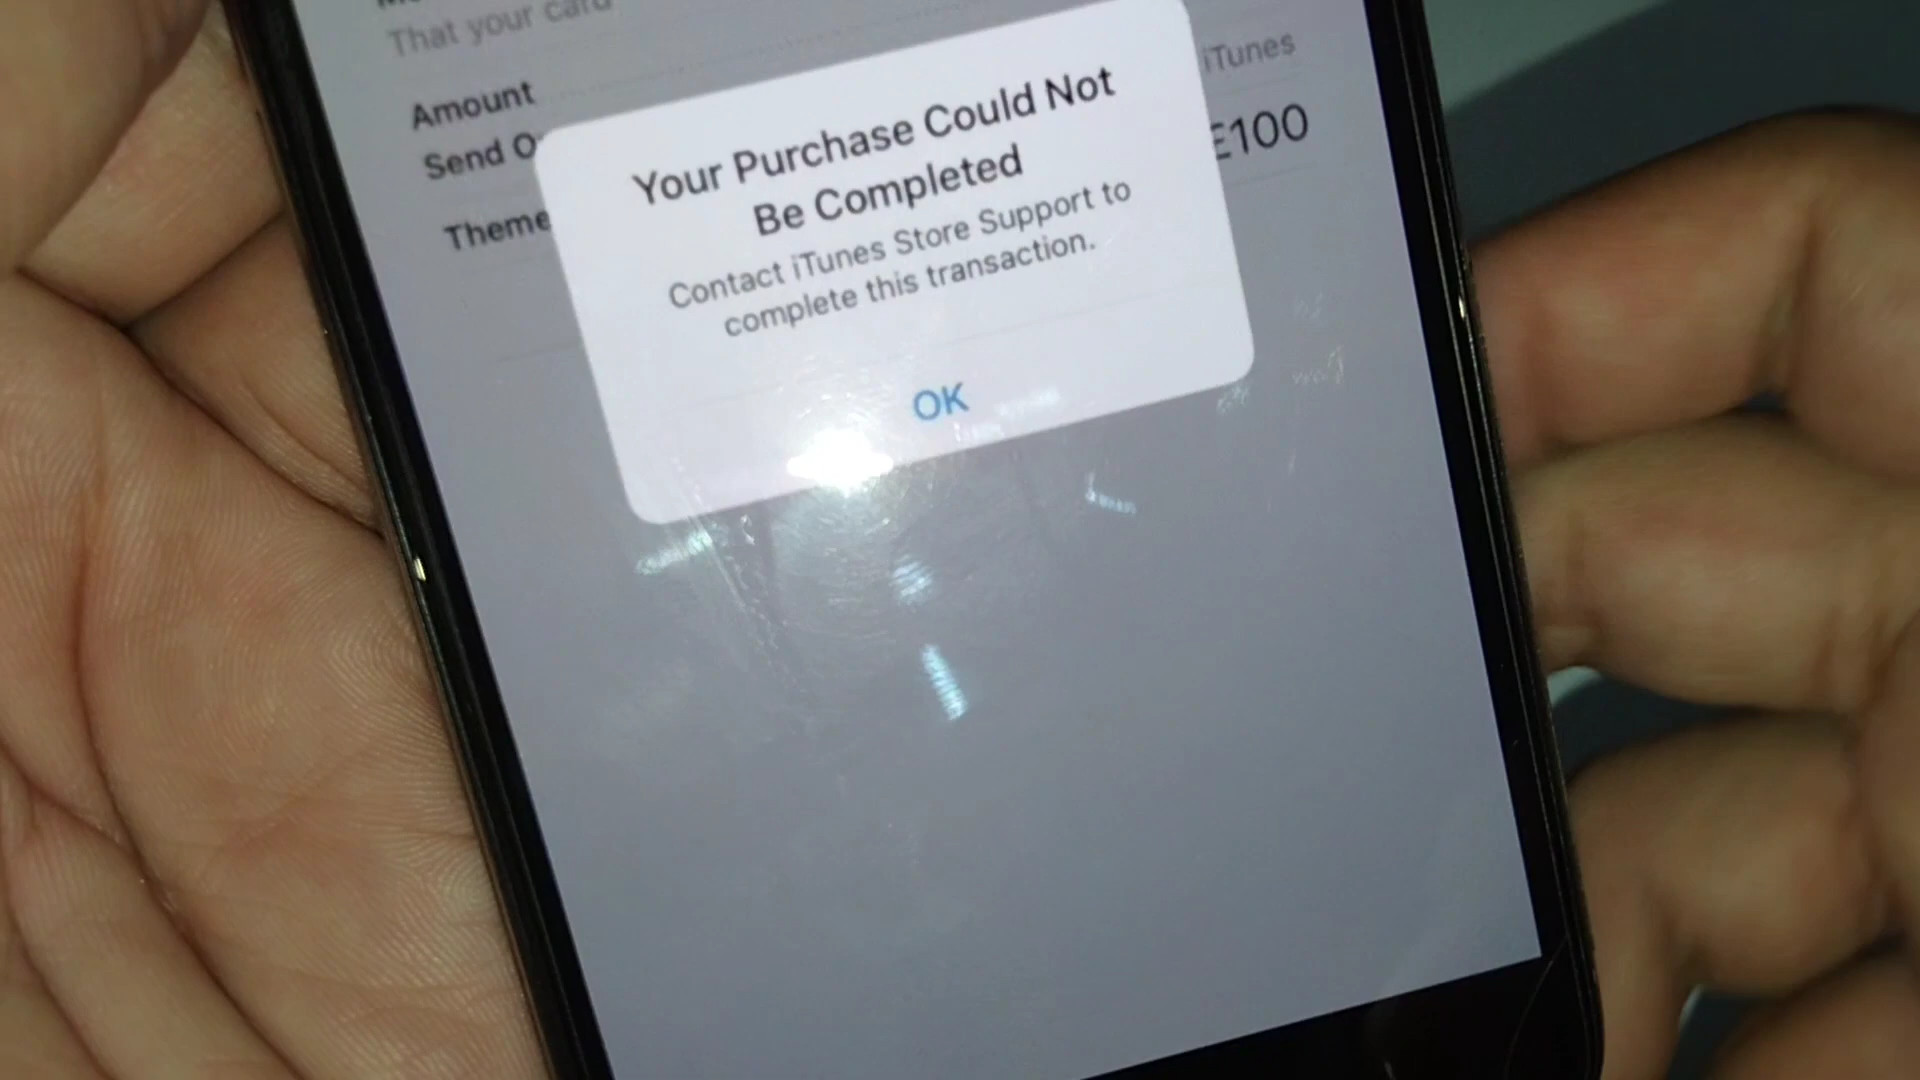 That your card
iTunes
Amount
£100
Send O
Theme
Your Purchase Could Not
Be Completed
Contact iTunes Store Support to
complete this transaction.
OK